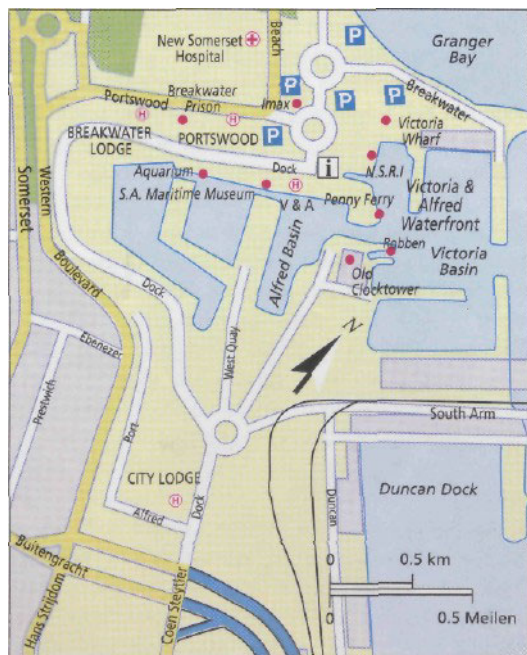 New Somerset
Hospital
Beach
P
Granger
Bay
Portswood
Breakwater
Prison
Imax
P
P
P
Breakwater
H
H
BREAKWATER
LODGE
PORTSWOOD
P
Victoria
Wharf
Aquarium
Dock
i
N.S.R.I
S.A. Maritime Museum
H
V & A
Penny Ferry
Victoria &
Alfred
Waterfront
Somerset
Western
Boulevard
Dock
Alfred Basin
Robben
Old
Clocktower
Victoria
Basin
N
Ebenezer
Prestwich
Port
West Quay
South Arm
CITY LODGE
H
Alfred
Dock
Duncan
Duncan Dock
Buitengracht
Hans Strijdom
Coen Steytler
0
0.5 km
0
0.5 Meilen